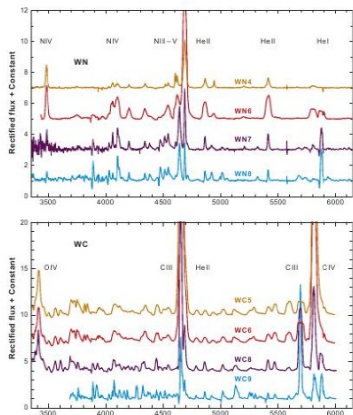 12
NIV NIV NIII-V HeII HeII HeI
WN
10
8
WN4
6
WN6
4
WN7
2
WN8
0
3500 4000 4500 5000 5500 6000
Rectified flux + Constant
20
WC
OIV CIII HeII CIII CIV
15
WC5
10
WC6
5
WC8
WC9
0
3500 4000 4500 5000 5500 6000
Rectified flux + Constant